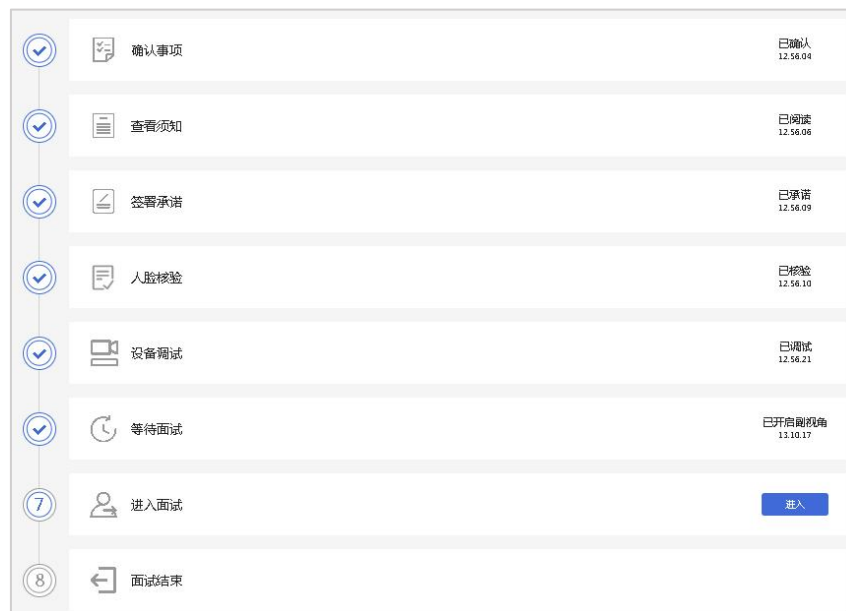 确认事项
已确认
12.56.04
查看须知
已阅读
12.56.06
签署承诺
已承诺
12.56.09
人脸核验
已核验
12.56.10
设备调试
已调试
12.56.21
等待面试
已开启副视角
13.10.17
7
进入面试
进入
8
面试结束